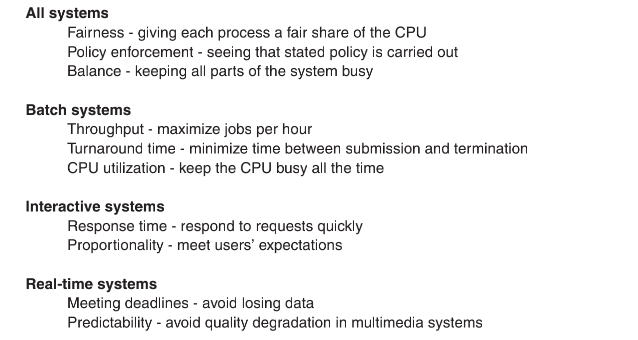 All systems
Fairness - giving each process a fair share of the CPU
Policy enforcement - seeing that stated policy is carried out
Balance - keeping all parts of the system busy
Batch systems
Throughput - maximize jobs per hour
Turnaround time - minimize time between submission and termination
CPU utilization - keep the CPU busy all the time
Interactive systems
Response time - respond to requests quickly
Proportionality - meet users’ expectations
Real-time systems
Meeting deadlines - avoid losing data
Predictability - avoid quality degradation in multimedia systems